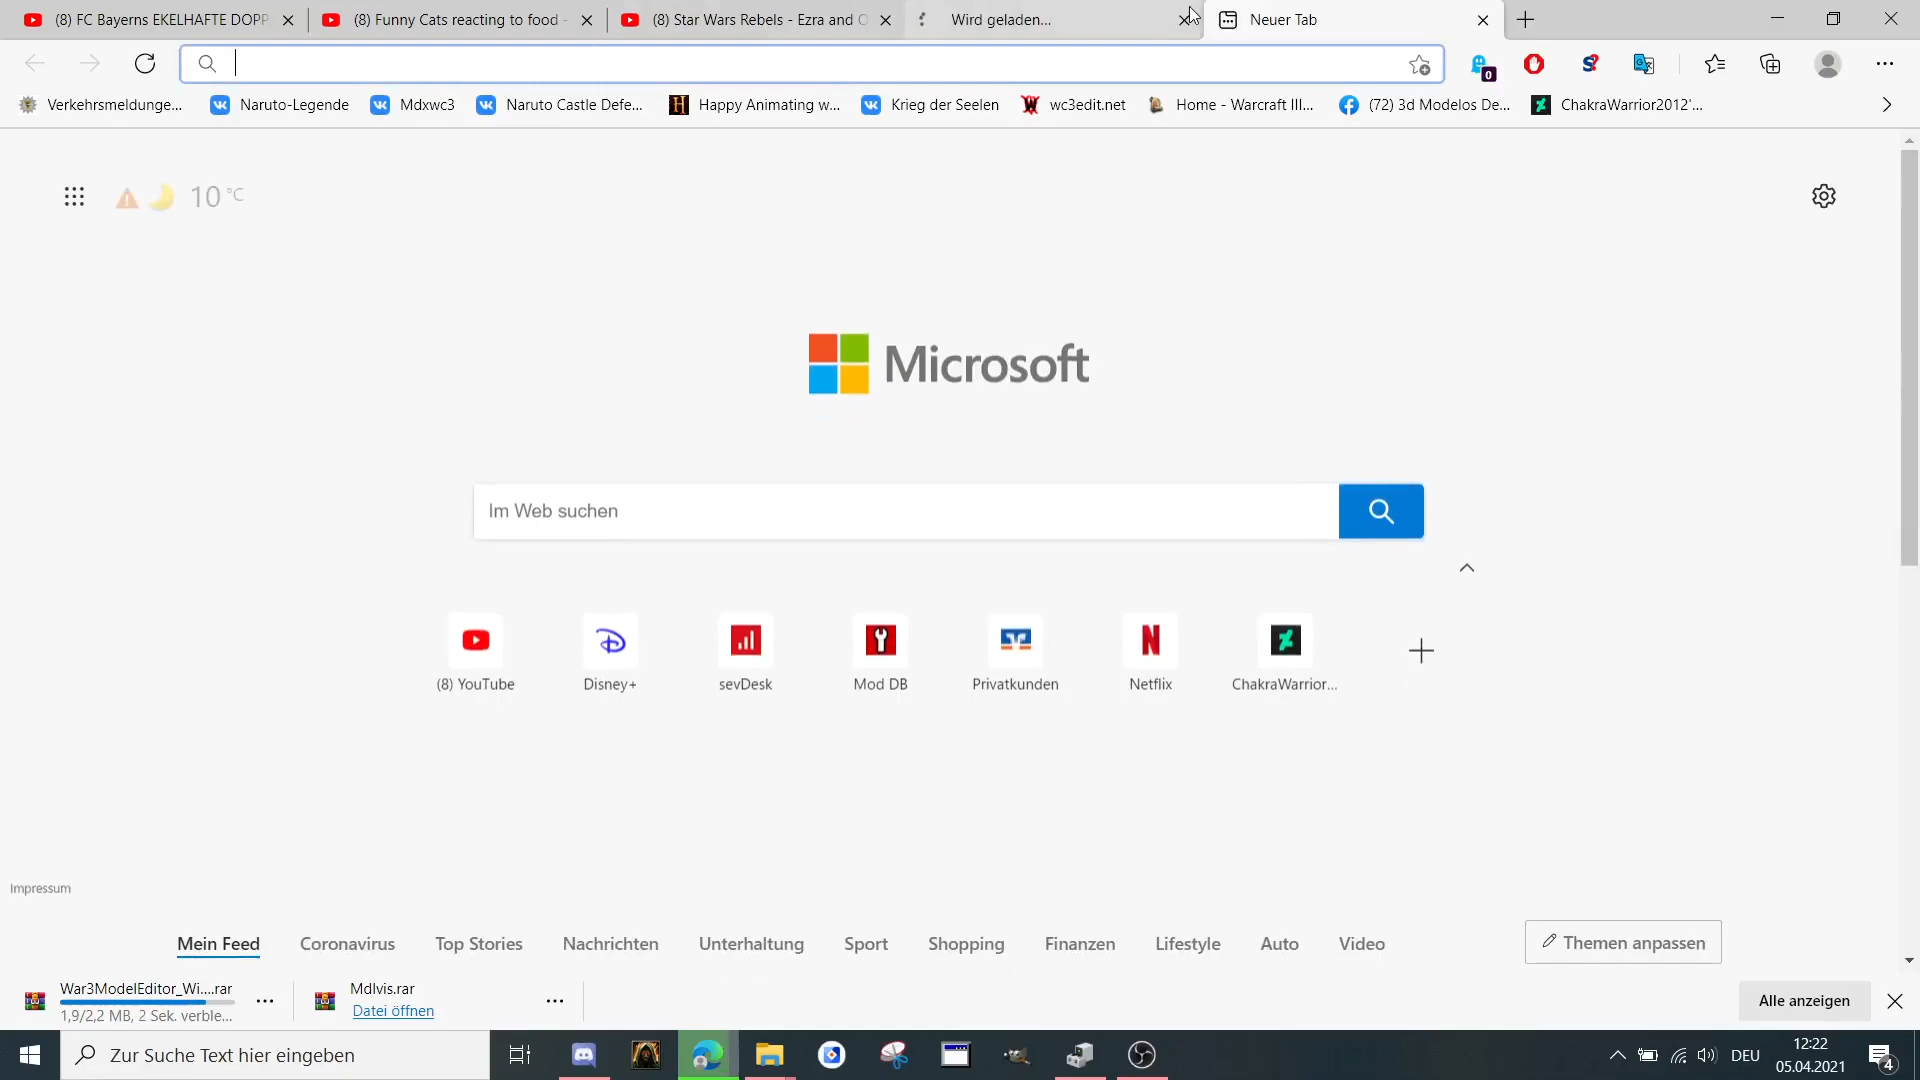 (8) FC Bayerns EKELHAFTE DOPP
(8) Funny Cats reacting to food -
(8) Star Wars Rebels - Ezra and
Wird geladen...
Neuer Tab
0
Verkehrsmeldunge...
Naruto-Legende
Mdxwc3
Naruto Castle Defe...
Happy Animating w...
Krieg der Seelen
wc3edit.net
Home - Warcraft III...
(72) 3d Modelos De...
ChakraWarrior2012'...
10 °C
Microsoft
Im Web suchen
(8) YouTube
Disney+
sevDesk
Mod DB
Privatkunden
Netflix
ChakraWarrior...
Impressum
Mein Feed
Coronavirus
Top Stories
Nachrichten
Unterhaltung
Sport
Shopping
Finanzen
Lifestyle
Auto
Video
Themen anpassen
War3ModelEditor_Wi....rar
1,9/2,2 MB, 2 Sek. verble...
Mdlvis.rar
Datei öffnen
Alle anzeigen
Zur Suche Text hier eingeben
DEU
12:22
05.04.2021
4